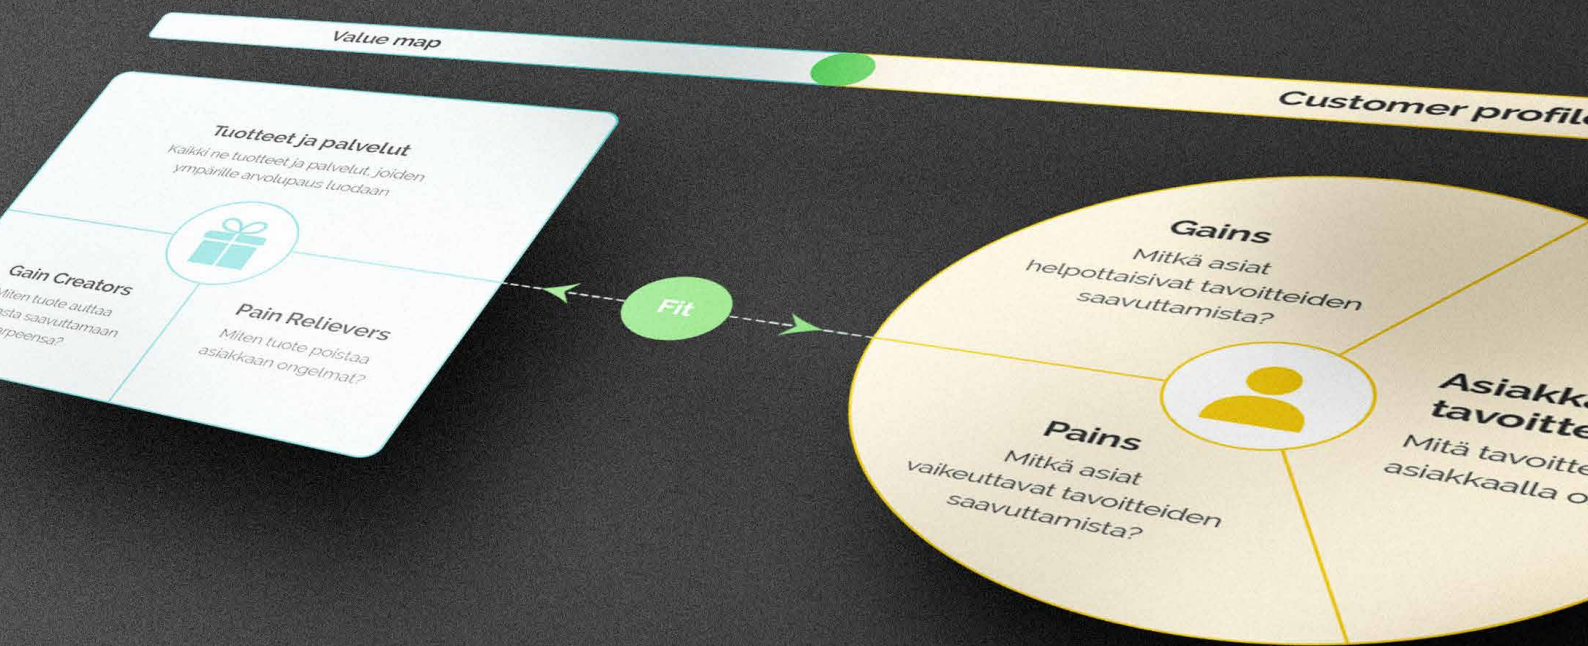 Value map
Customer profile
Tuotteet ja palvelut
Kaikki ne tuotteet ja palvelut, joiden
ympärille arvolupaus luodaan
Gain Creators
Miten tuote auttaa
saavuttamaan
Pain Relievers
Miten tuote poistaa
asiakkaan ongelmat?
Fit
Gains
Mitkä asiat
helpottaisivat tavoitteiden
saavuttamista?
Pains
Mitkä asiat
vaikeuttavat tavoitteiden
saavuttamista?
Mitä
asiakkaalla